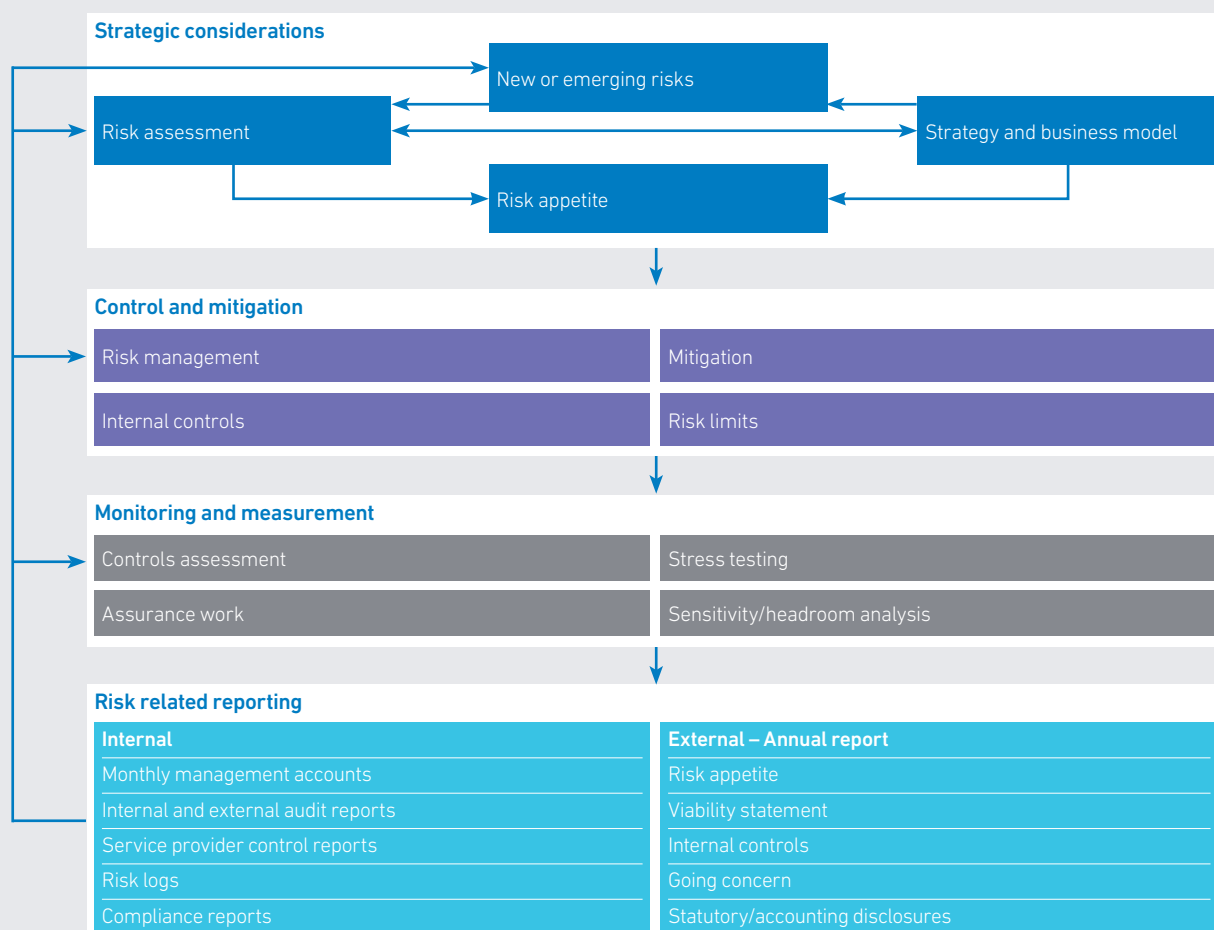 Strategic considerations
New or emerging risks
Risk assessment
Strategy and business model
Risk appetite
Control and mitigation
Risk management
Mitigation
Internal controls
Risk limits
Monitoring and measurement
Controls assessment
Stress testing
Assurance work
Sensitivity/headroom analysis
Risk related reporting
Internal
Monthly management accounts
Internal and external audit reports
Service provider control reports
Risk logs
Compliance reports
External – Annual report
Risk appetite
Viability statement
Internal controls
Going concern
Statutory/accounting disclosures